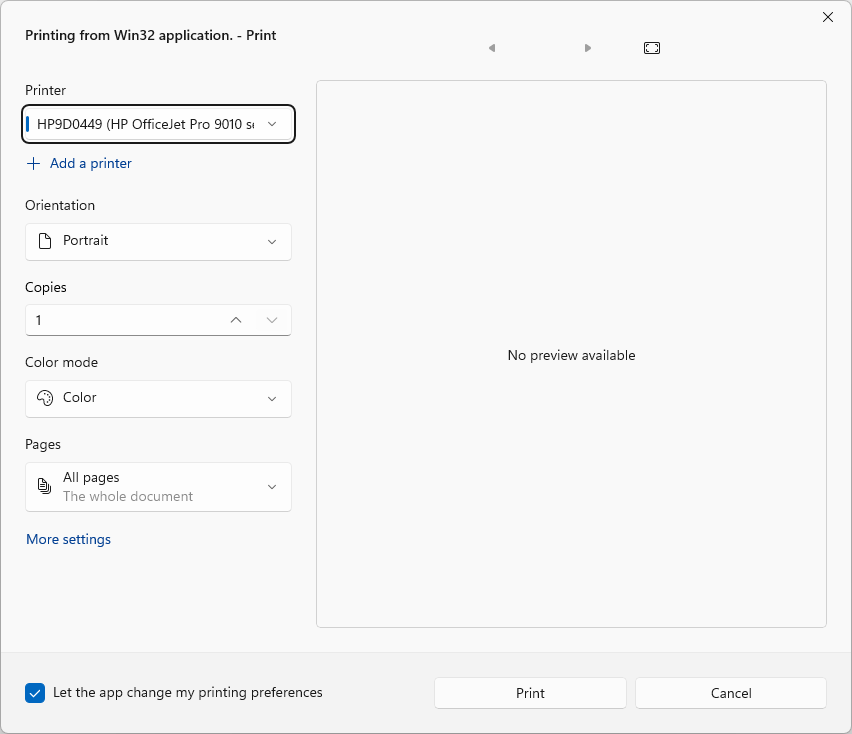 Printing from Win32 application. - Print
Printer
HP9D0449 (HP OfficeJet Pro 9010 se
Add a printer
Orientation
Portrait
Copies
1
Color mode
Color
Pages
All pages
The whole document
More settings
No preview available
Let the app change my printing preferences
Print
Cancel